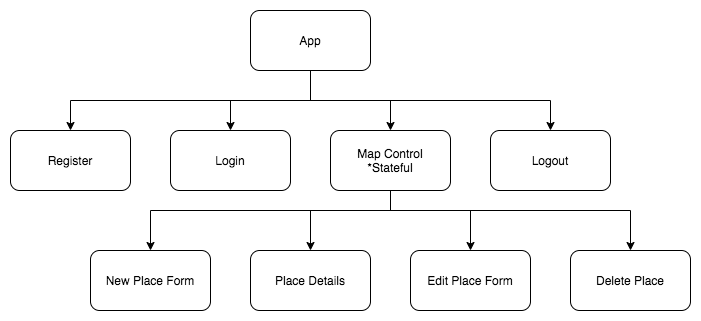 App
Register
Login
Map Control
*Stateful
Logout
New Place Form
Place Details
Edit Place Form
Delete Place